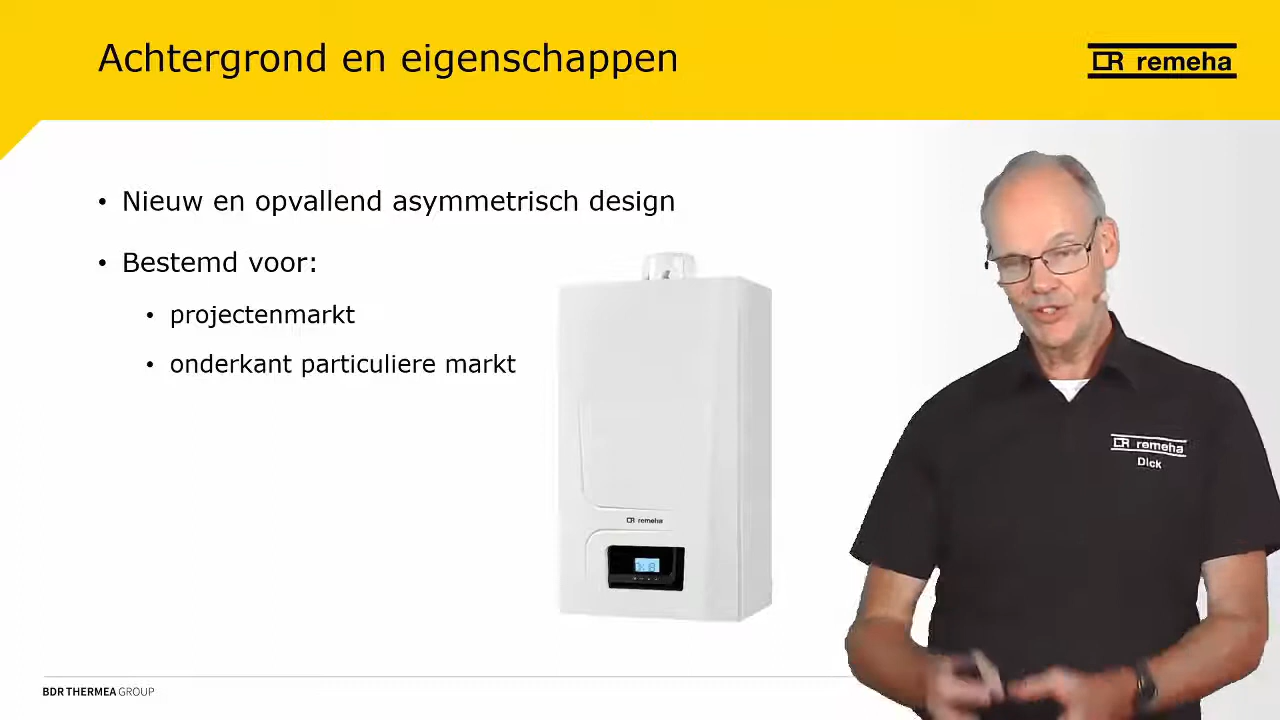 Achtergrond en eigenschappen
remeha
• Nieuw en opvallend asymmetrisch design
• Bestemd voor:
• projectenmarkt
• onderkant particuliere markt
remeha
remeha
Dick
BDR THERMEA GROUP